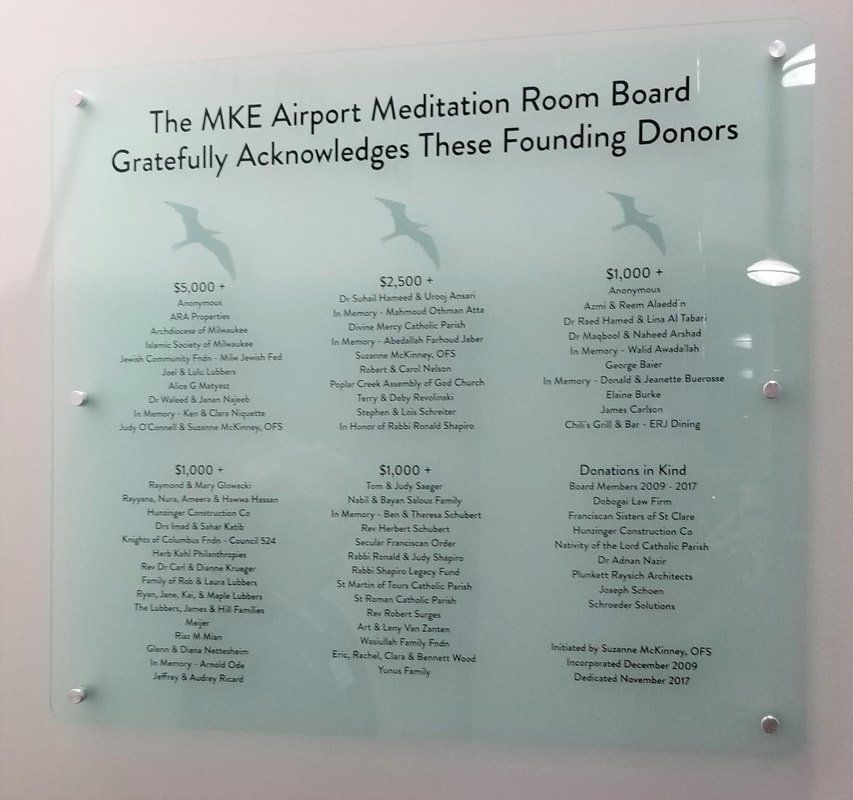 The MKE Airport Meditation Room Board
Gratefully Acknowledges These Founding Donors
$5,000 +
Anonymous
ARA Properties
Archdiocese of Milwaukee
Islamic Society of Milwaukee
Jewish Community Fndn - Milw Jewish Fed
Joel & Lulu Lubbers
Alice G Matyasz
Dr Waleed & Janan Najeeb
In Memory - Ken & Clara Niquette
Judy O'Connell & Suzanne McKinney, OFS
$2,500 +
Dr Suhail Hameed & Urooj Ansari
In Memory - Mahmoud Othman Atta
Divine Mercy Catholic Parish
In Memory - Abedallah Farhoud Jaber
Suzanne McKinney, OFS
Robert & Carol Nelson
Poplar Creek Assembly of God Church
Terry & Deby Revolinski
Stephen & Lois Schreiter
In Honor of Rabbi Ronald Shapiro
$1,000 +
Anonymous
Azmi & Reem Alaeddin
Dr Raed Hamed & Lina Al Tabari
Dr Maqbool & Naheed Arshad
In Memory - Walid Awadallah
George Baier
In Memory - Donald & Jeanette Buerosse
Elaine Burke
James Carlson
Chili's Grill & Bar - ERJ Dining
$1,000 +
Raymond & Mary Glowacki
Rayyana, Nura, Ameera & Hawwa Hassan
Hunzinger Construction Co
Drs Imad & Sahar Katib
Knights of Columbus Fndn - Council 524
Herb Kohl Philanthropies
Rev Dr Carl & Dianne Krueger
Family of Rob & Laura Lubbers
Ryan, Jane, Kai, & Maple Lubbers
The Lubbers, James & Hill Families
Meijer
Riaz M Mian
Glenn & Diana Nettesheim
In Memory - Arnold Ode
Jeffrey & Audrey Ricard
$1,000 +
Tom & Judy Saeger
Nabil & Bayan Salous Family
In Memory - Ben & Theresa Schubert
Rev Herbert Schubert
Secular Franciscan Order
Rabbi Ronald & Judy Shapiro
Rabbi Shapiro Legacy Fund
St Martin of Tours Catholic Parish
St Roman Catholic Parish
Rev Robert Surges
Art & Leny Van Zanten
Wasiullah Family Fndn
Eric, Rachel, Clara & Bennett Wood
Yunus Family
Donations in Kind
Board Members 2009 - 2017
Dobogai Law Firm
Franciscan Sisters of St Clare
Hunzinger Construction Co
Nativity of the Lord Catholic Parish
Dr Adnan Nazir
Plunkett Raysich Architects
Joseph Schoen
Schroeder Solutions
Initiated by Suzanne McKinney, OFS
Incorporated December 2009
Dedicated November 2017